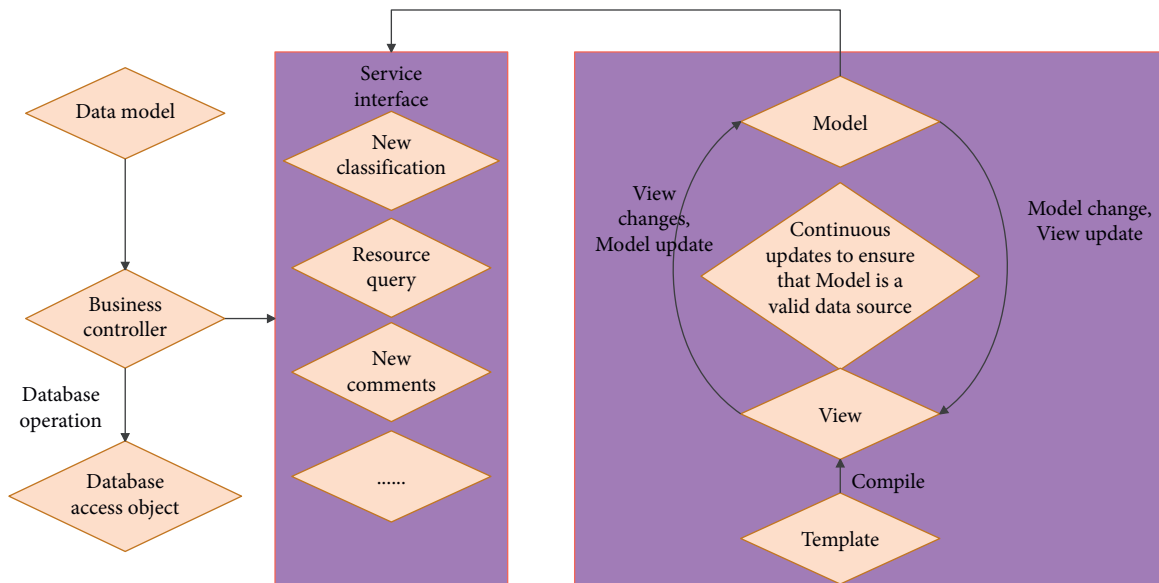 Data model
Business
controller
Database
operation
Database
access object
Service
interface
New
classification
Resource
query
New
comments
......
Model
View
changes,
Model update
Continuous
updates to ensure
that Model is a
valid data source
Model change,
View update
View
Compile
Template